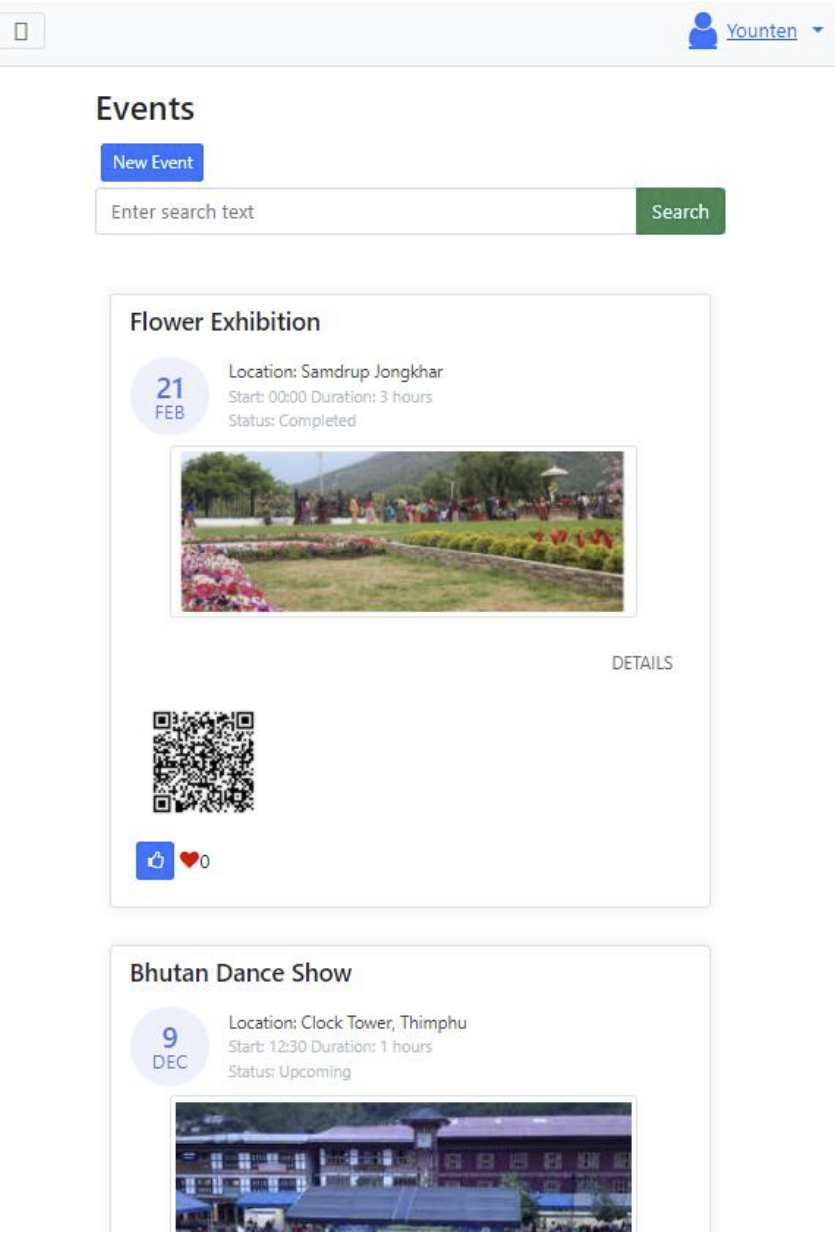 Younten
Events
New Event
Enter search text
Search
Flower Exhibition
21
FEB
Location: Samdrup Jongkhar
Start: 00:00 Duration: 3 hours
Status: Completed
DETAILS
0
Bhutan Dance Show
9
DEC
Location: Clock Tower, Thimphu
Start: 12:30 Duration: 1 hours
Status: Upcoming